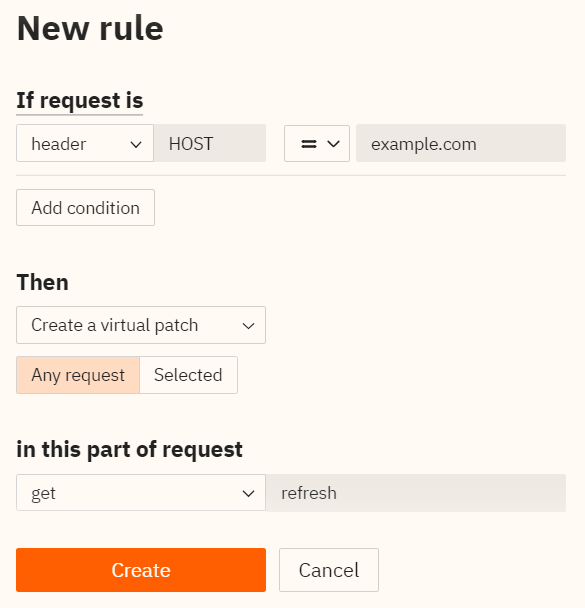 New rule
If request is
header HOST = example.com
Add condition
Then
Create a virtual patch
Any request Selected
in this part of request
get refresh
Create Cancel